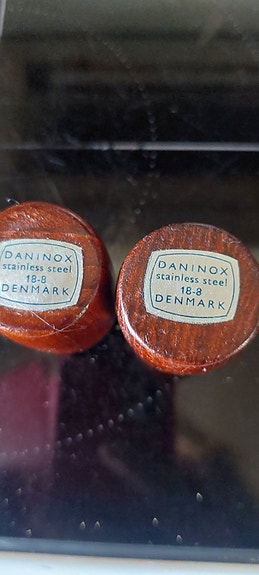 DANINOX
stainless steel
18-8
DENMARK
DANINOX
stainless steel
18-8
DENMARK